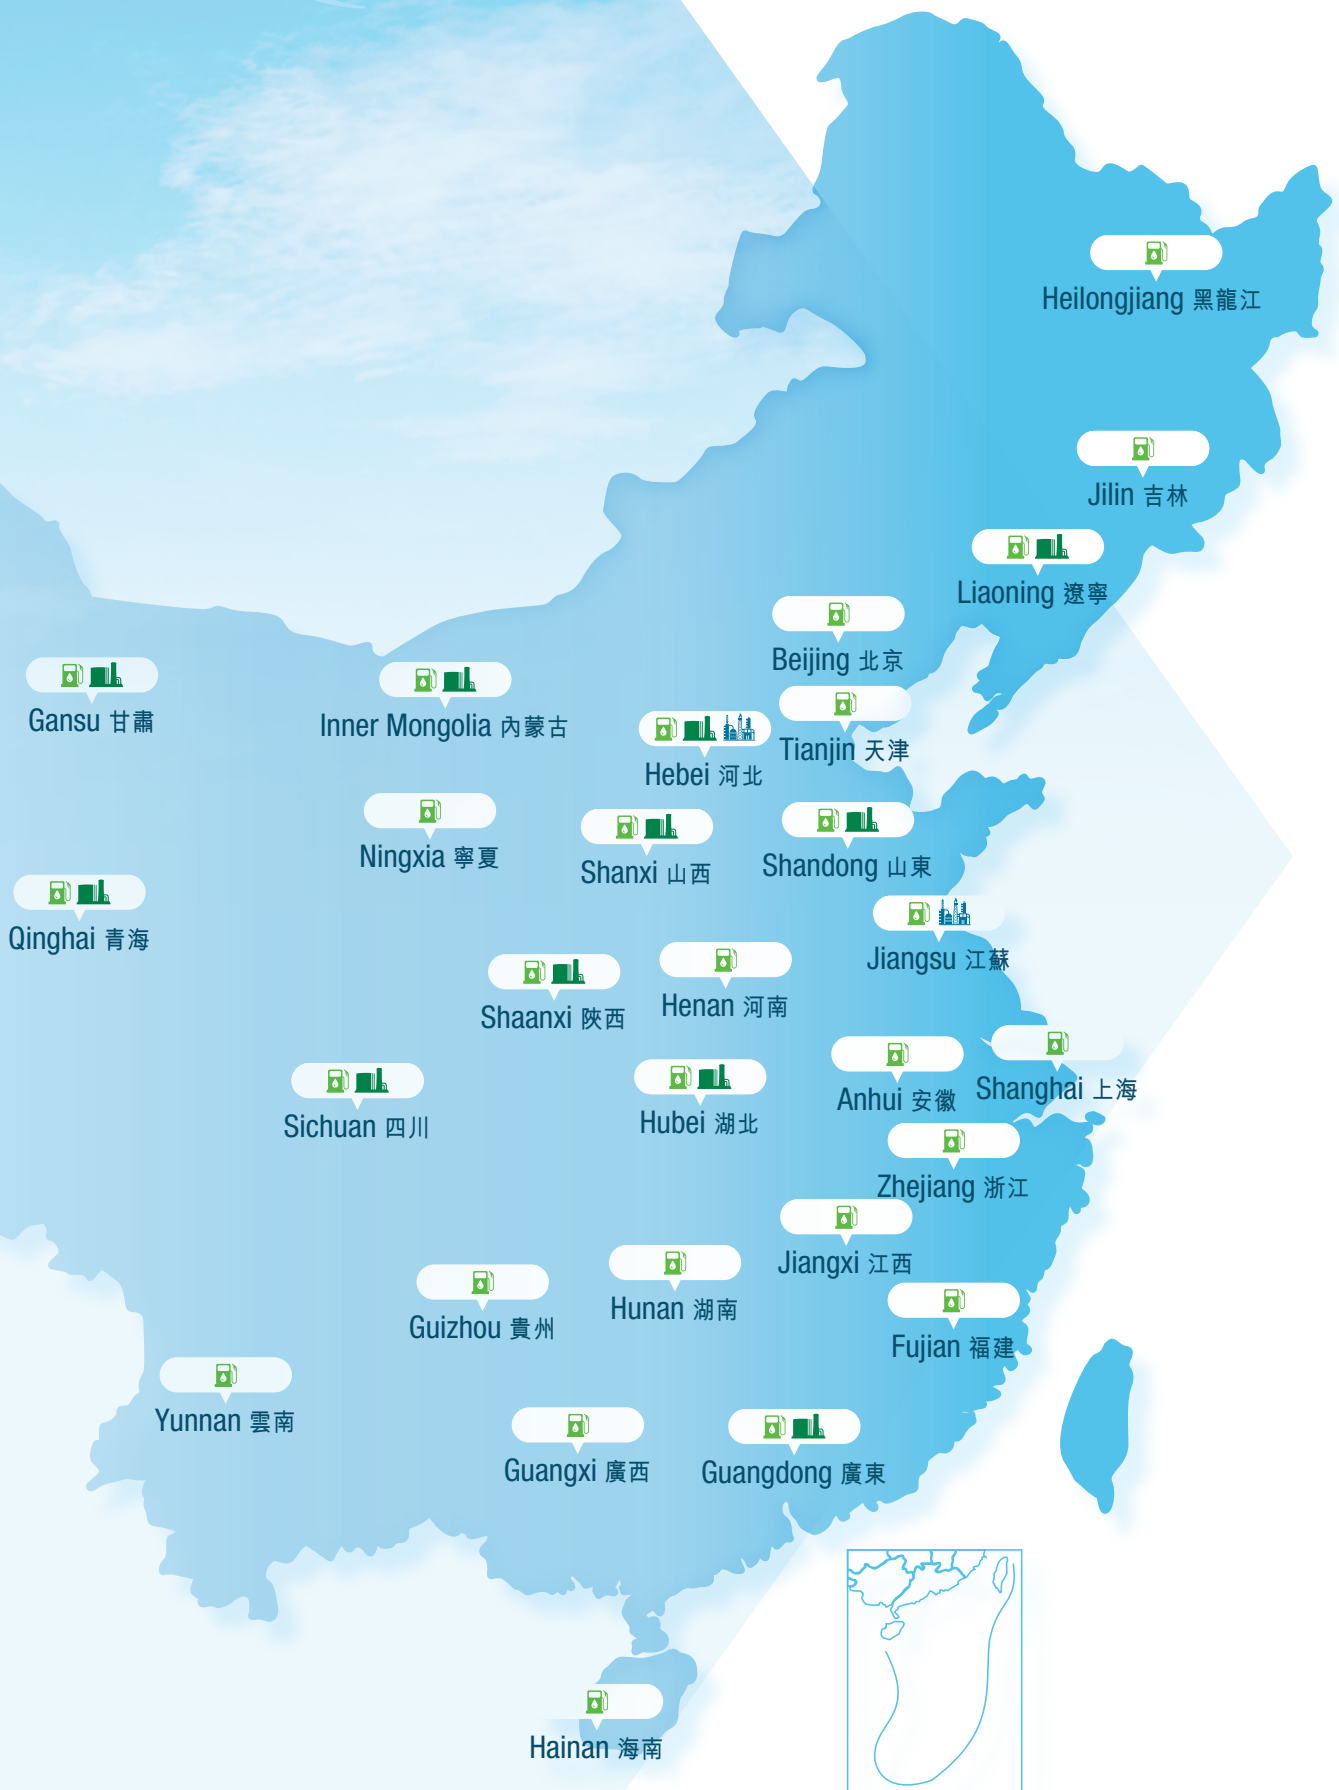 Heilongjiang 黑龍江
Jilin 吉林
Liaoning 遼寧
Beijing 北京
Gansu 甘肅
Inner Mongolia 內蒙古
Tianjin 天津
Hebei 河北
Ningxia 寧夏
Shanxi 山西
Shandong 山東
Qinghai 青海
Jiangsu 江蘇
Shaanxi 陝西
Henan 河南
Anhui 安徽
Shanghai 上海
Sichuan 四川
Hubei 湖北
Zhejiang 浙江
Jiangxi 江西
Hunan 湖南
Guizhou 貴州
Fujian 福建
Yunnan 雲南
Guangxi 廣西
Guangdong 廣東
Hainan 海南